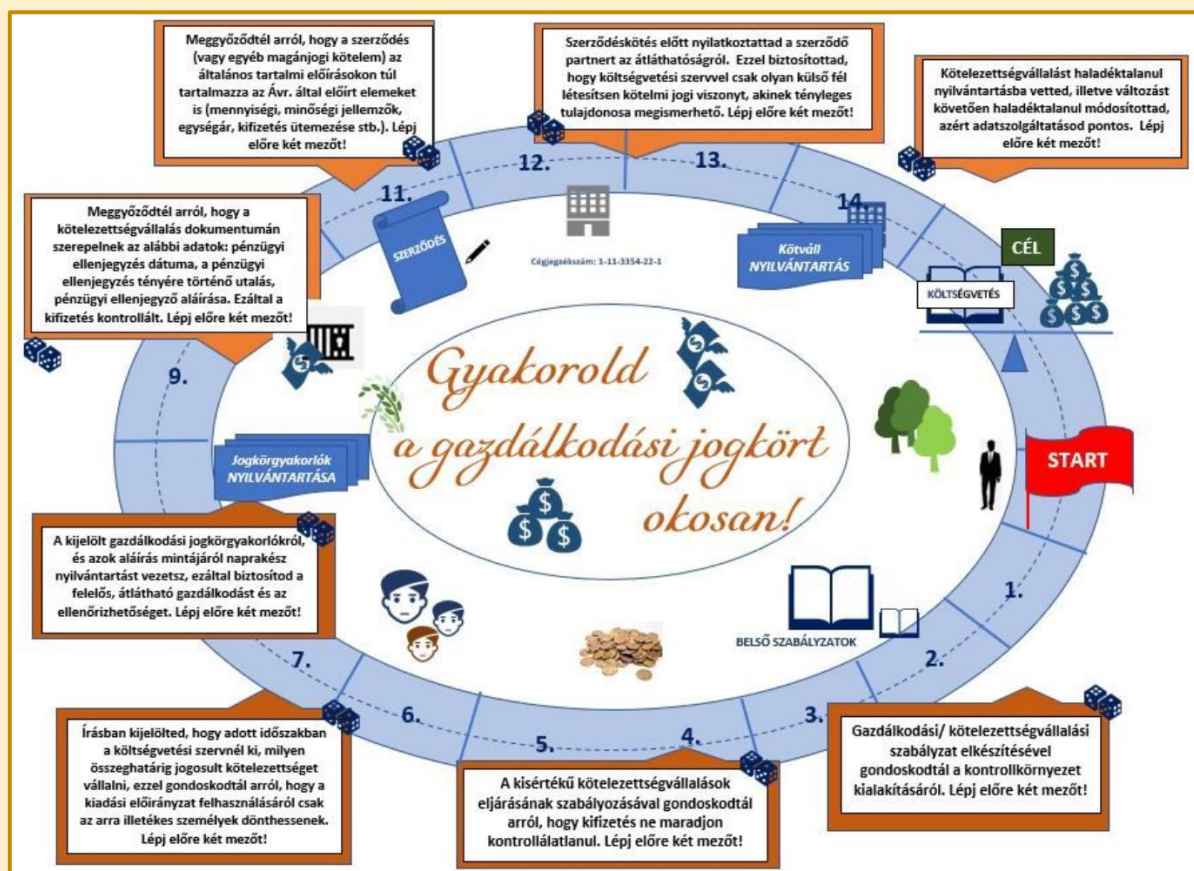 Meggyőződtél arról, hogy a szerződés
(vagy egyéb magánjogi kötelem) az
általános tartalmi előírásokon túl
tartalmazza az Ávr. által előírt elemeket
is (mennyiségi, minőségi jellemzők,
egységár, kifizetés ütemezése stb.). Lépj
előre két mezőt!
Szerződéskötés előtt nyilatkoztattad a szerződő
partnert az átláthatóságról. Ezzel biztosítottad,
hogy költségvetési szervvel csak olyan külső fél
létesítsen kötelmi jogi viszonyt, akinek tényleges
tulajdonosa megismerhető. Lépj előre két mezőt!
Kötelezettségvállalást haladéktalanul
nyilvántartásba vetted, illetve változást
követően haladéktalanul módosítottad,
azért adatszolgáltatásod pontos. Lépj
előre két mezőt!
11.
12.
13.
14.
Meggyőződtél arról, hogy a
kötelezettségvállalás dokumentumán
szerepelnek az alábbi adatok: pénzügyi
ellenjegyzés dátuma, a pénzügyi
ellenjegyzés tényére történő utalás,
pénzügyi ellenjegyző aláírása. Ezáltal a
kifizetés kontrollált. Lépj előre két mezőt!
SZERZŐDÉS
Cégjegzékszám: 1-11-3354-22-1
Kötváll
NYILVÁNTARTÁS
CÉL
KÖLTSÉGVETÉS
9.
Gyakorold
a gazdálkodási jogkört
okosan!
Jogkörgyakorlók
NYILVÁNTARTÁSA
START
A kijelölt gazdálkodási jogkörgyakorlókról,
és azok aláírás mintájáról naprakész
nyilvántartást vezetsz, ezáltal biztosítod a
felelős, átlátható gazdálkodást és az
ellenőrizhetőséget. Lépj előre két mezőt!
BELSŐ SZABÁLYZATOK
1.
2.
3.
4.
5.
6.
7.
Írásban kijelölted, hogy adott időszakban
a költségvetési szervnél ki, milyen
összeghatárig jogosult kötelezettséget
vállalni, ezzel gondoskodtál arról, hogy a
kiadási előirányzat felhasználásáról csak
az arra illetékes személyek dönthessenek.
Lépj előre két mezőt!
A kisértékű kötelezettségvállalások
eljárásának szabályozásával gondoskodtál
arról, hogy kifizetés ne maradjon
kontrollálatlanul. Lépj előre két mezőt!
Gazdálkodási/ kötelezettségvállalási
szabályzat elkészítésével
gondoskodtál a kontrollkörnyezet
kialakításáról. Lépj előre két mezőt!